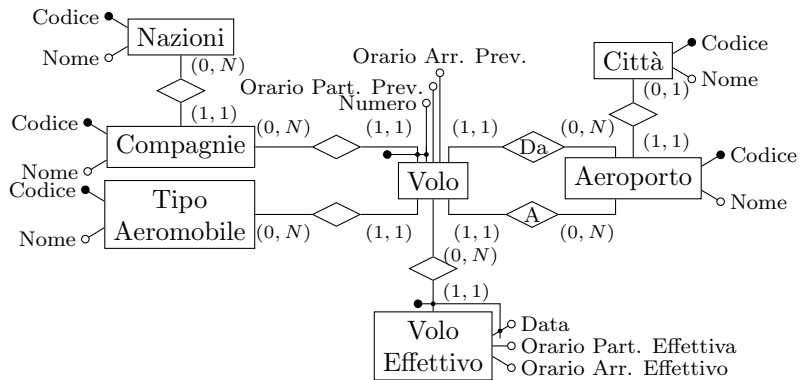 Codice
Nazioni
Nome
(0, N)
(1, 1)
Codice
Compagnie
Nome
(0, N)
(1, 1)
Codice
Tipo
Aeromobile
Nome
(0, N)
(1, 1)
Orario Arr. Prev.
Orario Part. Prev.
Numero
Volo
(1, 1)
Da
(0, N)
(1, 1)
A
(0, N)
Città
Codice
Nome
(0, 1)
(1, 1)
Aeroporto
Codice
Nome
(0, N)
(1, 1)
Volo
Effettivo
Data
Orario Part. Effettiva
Orario Arr. Effettivo